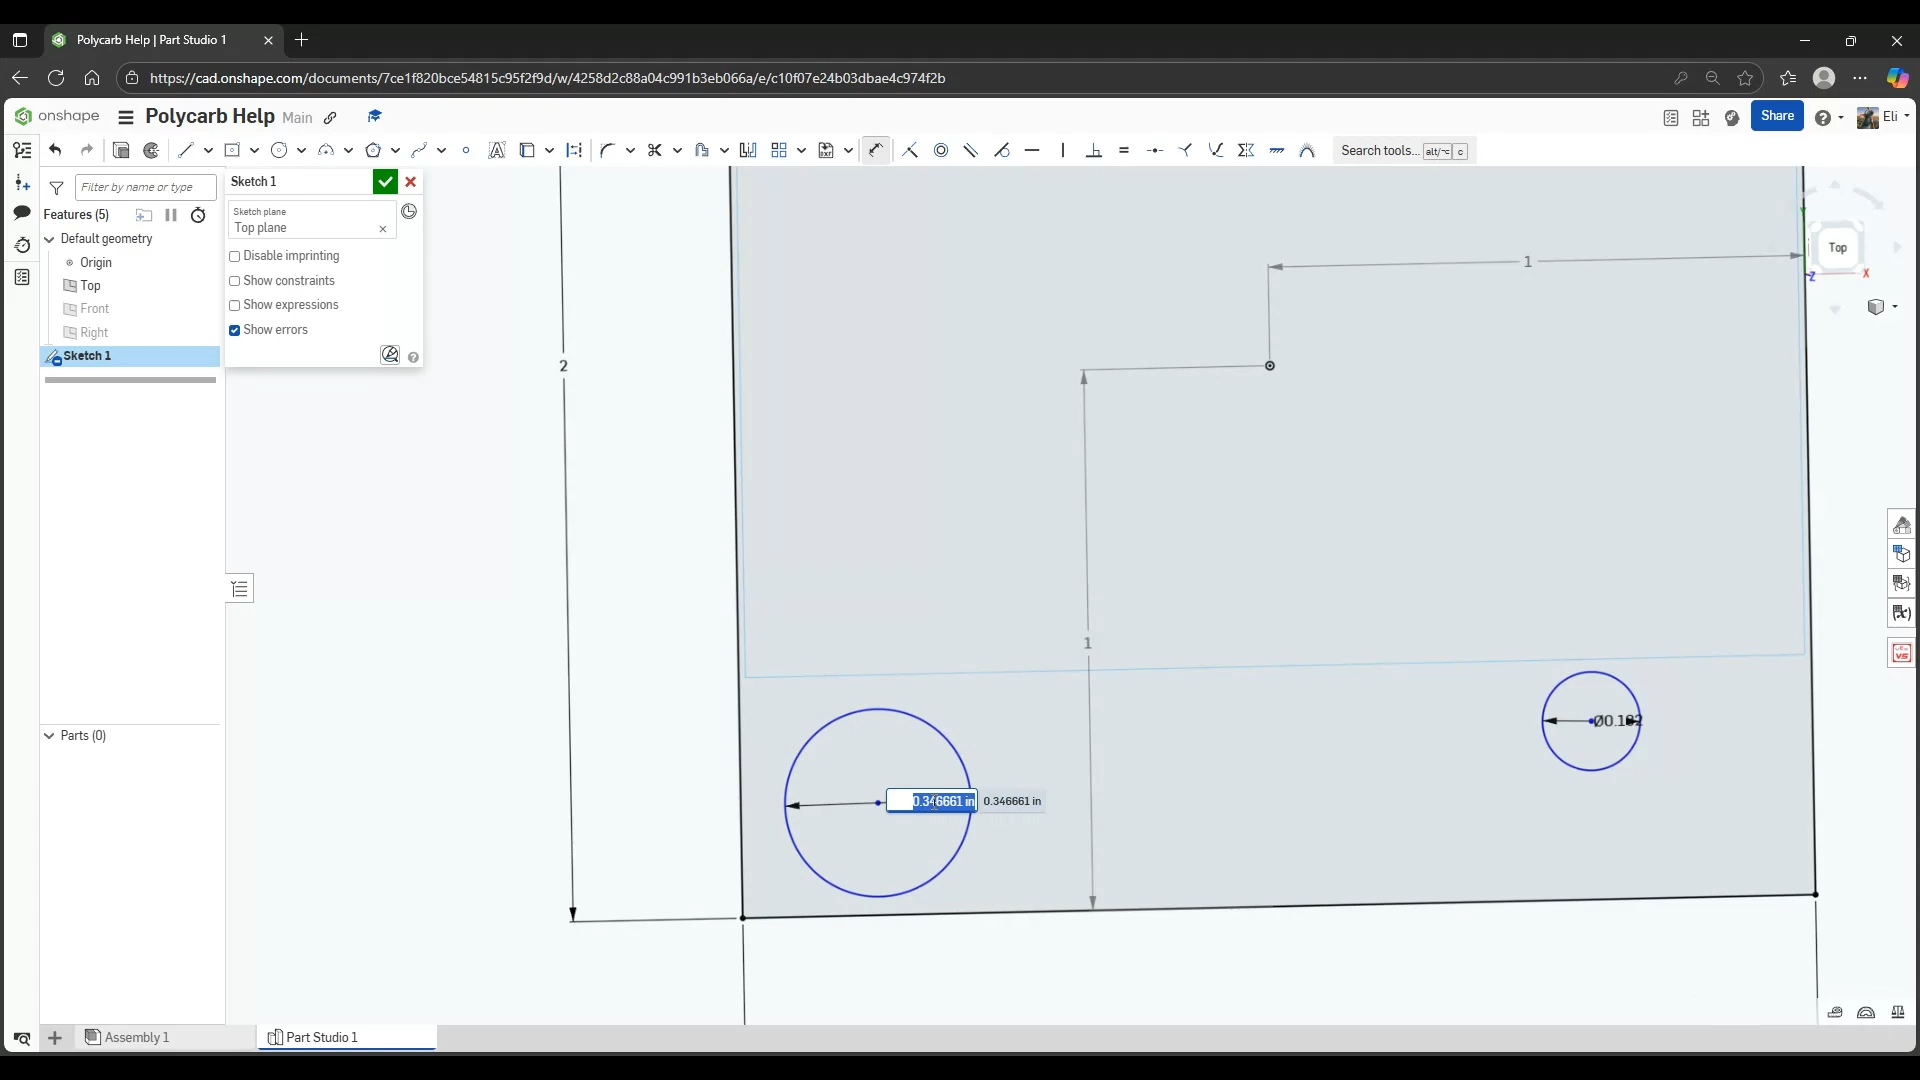 Polycarb Help | Part Studio 1
https://cad.onshape.com/documents/7ce1f820bce54815c95f2f9d/w/4258d2c88a04c991b3eb066a/e/c10f07e24b03dbae4c974f2b
onshape
Polycarb Help Main
Share
Eli
Search tools... alt/⌥ c
Filter by name or type
Features (5)
Default geometry
Origin
Top
Front
Right
Sketch 1
Sketch 1
Sketch plane
Top plane
Disable imprinting
Show constraints
Show expressions
Show errors
Top
X
Z
1
2
1
0.346661 in
0.346661 in
Parts (0)
Assembly 1
Part Studio 1